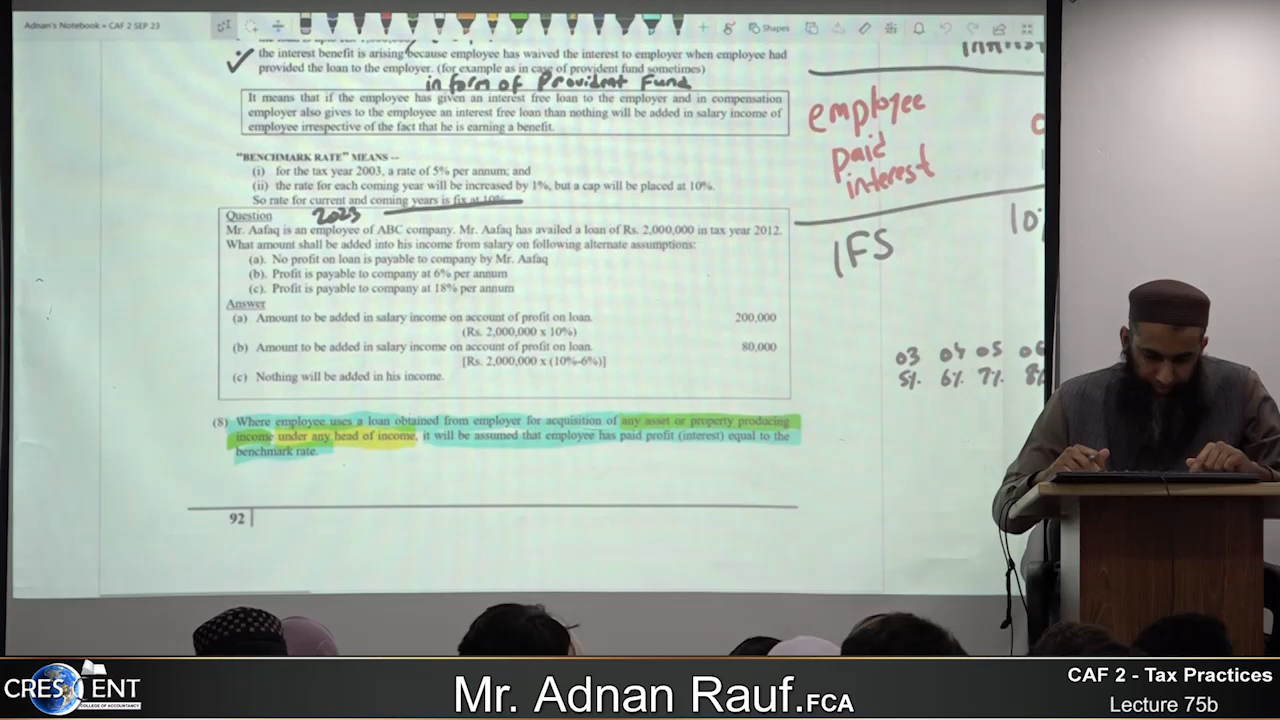 Adnan's Notebook » CAF 2 SEP 23
Shapes
the interest benefit is arising because employee has waived the interest to employer when employee had
provided the loan to the employer. (for example as in case of provident fund sometimes)
in form of Provident Fund
It means that if the employee has given an interest free loan to the employer and in compensation
employer also gives to the employee an interest free loan than nothing will be added in salary income of
employee irrespective of the fact that he is earning a benefit.
"BENCHMARK RATE" MEANS --
(i) for the tax year 2003, a rate of 5% per annum; and
(ii) the rate for each coming year will be increased by 1%, but a cap will be placed at 10%.
So rate for current and coming years is fix at 10%
Question
2023
Mr. Aafaq is an employee of ABC company. Mr. Aafaq has availed a loan of Rs. 2,000,000 in tax year 2012.
What amount shall be added into his income from salary on following alternate assumptions:
(a). No profit on loan is payable to company by Mr. Aafaq
(b). Profit is payable to company at 6% per annum
(c). Profit is payable to company at 18% per annum
Answer
(a) Amount to be added in salary income on account of profit on loan. 200,000
(Rs. 2,000,000 x 10%)
(b) Amount to be added in salary income on account of profit on loan. 80,000
[Rs. 2,000,000 x (10%-6%)]
(c) Nothing will be added in his income.
(8) Where employee uses a loan obtained from employer for acquisition of any asset or property producing
income under any head of income, it will be assumed that employee has paid profit (interest) equal to the
benchmark rate.
92
employee
paid
interest
IFS
10%
03 04 05 06
5% 6% 7% 8%
CRESCENT
COLLEGE OF ACCOUNTANCY
Mr. Adnan Rauf.FCA
CAF 2 - Tax Practices
Lecture 75b